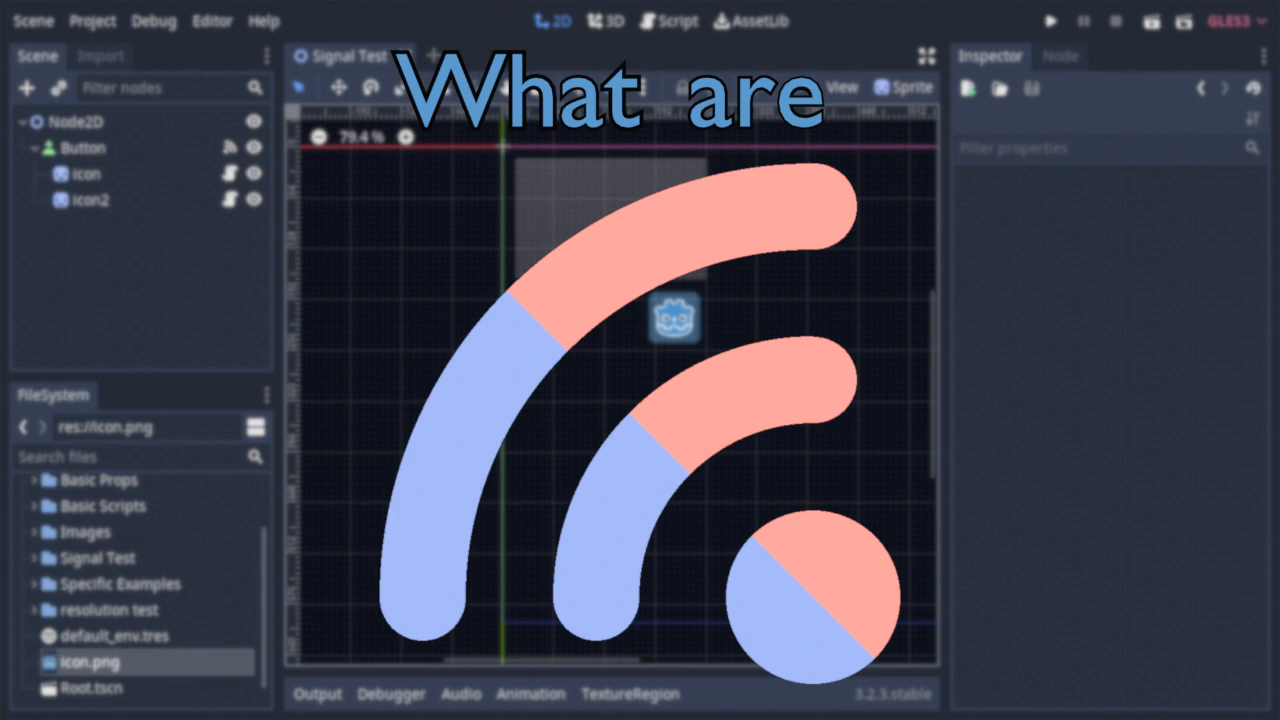 Scene Project Debug Editor Help
2D 3D Script AssetLib
GLES3
Scene Import
Signal Test
Inspector Node
Filter nodes
What are
View Sprite
79.4 %
Node2D
Button
icon
icon2
Filter properties
FileSystem
res://icon.png
Search files
Basic Props
Basic Scripts
Images
Signal Test
Specific Examples
resolution test
default_env.tres
icon.png
Root.tscn
Output Debugger Audio Animation TextureRegion
3.2.3.stable